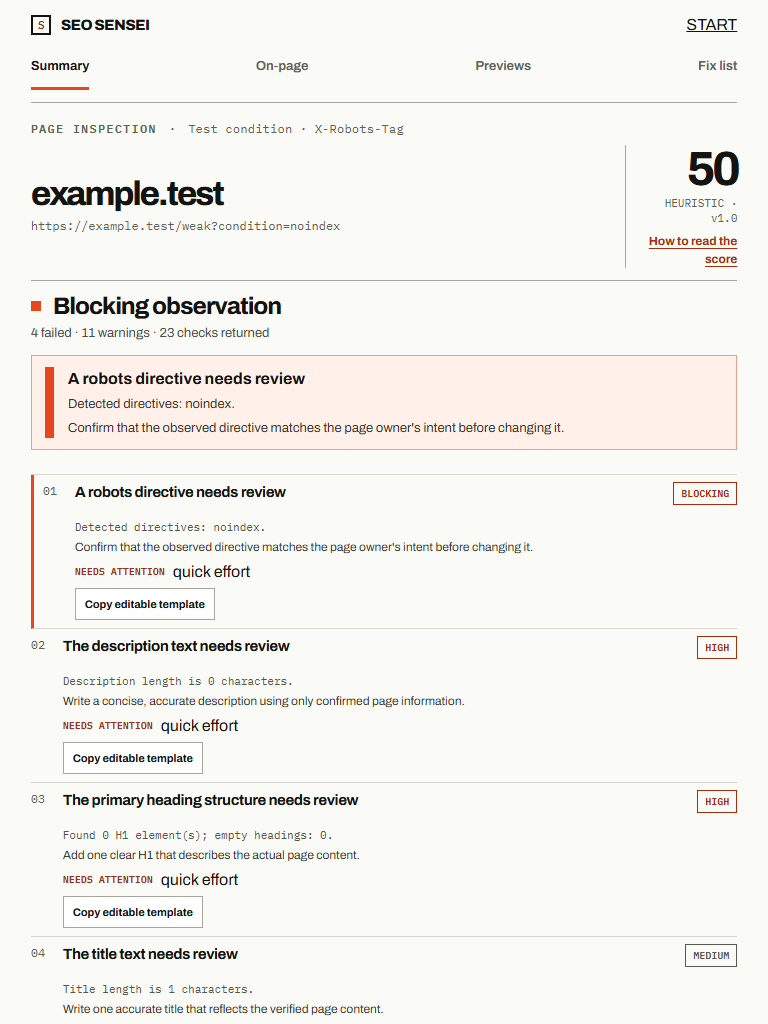 S SEO SENSEI START
Summary On-page Previews Fix list
PAGE INSPECTION · Test condition · X-Robots-Tag
example.test
https://example.test/weak?condition=noindex
50
HEURISTIC ·
v1.0
How to read the
score
Blocking observation
4 failed · 11 warnings · 23 checks returned
A robots directive needs review
Detected directives: noindex.
Confirm that the observed directive matches the page owner's intent before changing it.
01 A robots directive needs review BLOCKING
Detected directives: noindex.
Confirm that the observed directive matches the page owner's intent before changing it.
NEEDS ATTENTION quick effort
Copy editable template
02 The description text needs review HIGH
Description length is 0 characters.
Write a concise, accurate description using only confirmed page information.
NEEDS ATTENTION quick effort
Copy editable template
03 The primary heading structure needs review HIGH
Found 0 H1 element(s); empty headings: 0.
Add one clear H1 that describes the actual page content.
NEEDS ATTENTION quick effort
Copy editable template
04 The title text needs review MEDIUM
Title length is 1 characters.
Write one accurate title that reflects the verified page content.